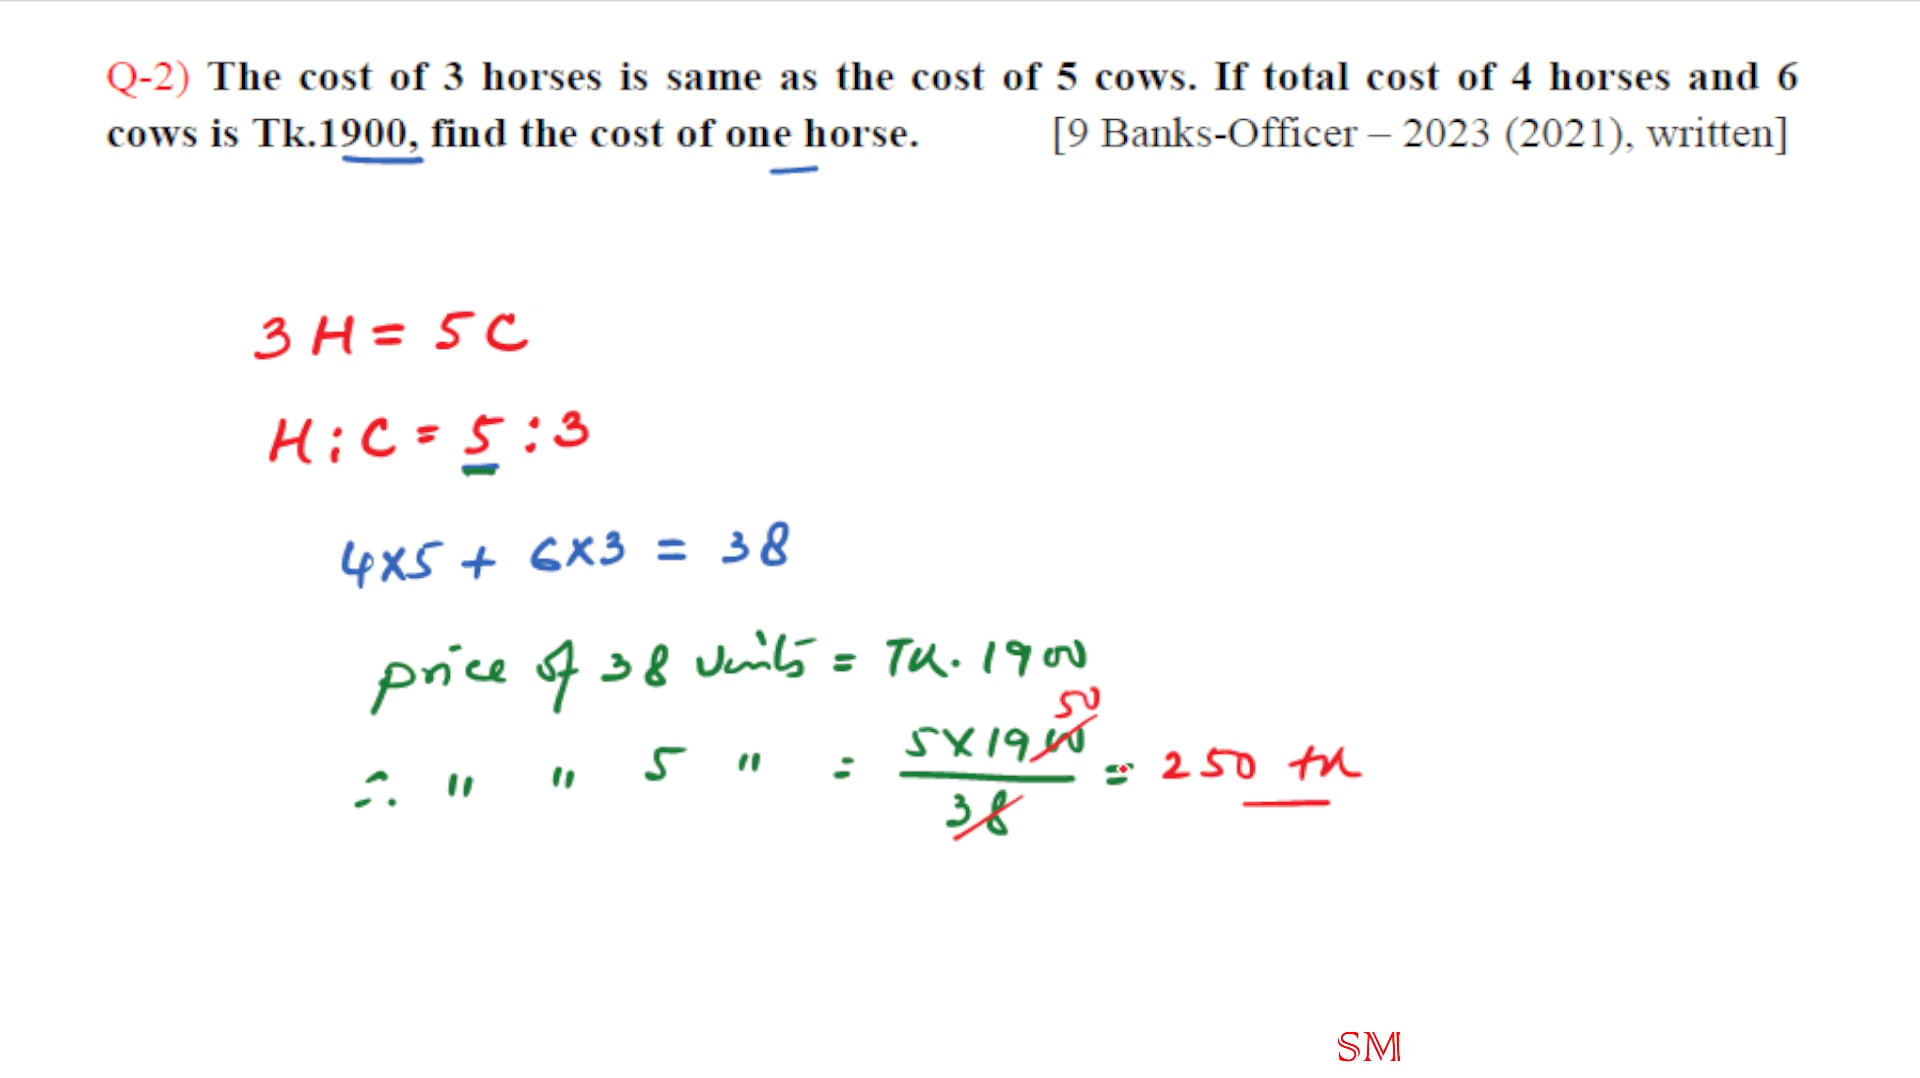 Q-2) The cost of 3 horses is same as the cost of 5 cows. If total cost of 4 horses and 6
cows is Tk.1900, find the cost of one horse. [9 Banks-Officer – 2023 (2021), written]
3H = 5C
H:C = 5:3
4×5 + 6×3 = 38
price of 38 units = Tk. 1900
50
∴ " " 5 " = 5×1900 / 38 = 250 tk
SM